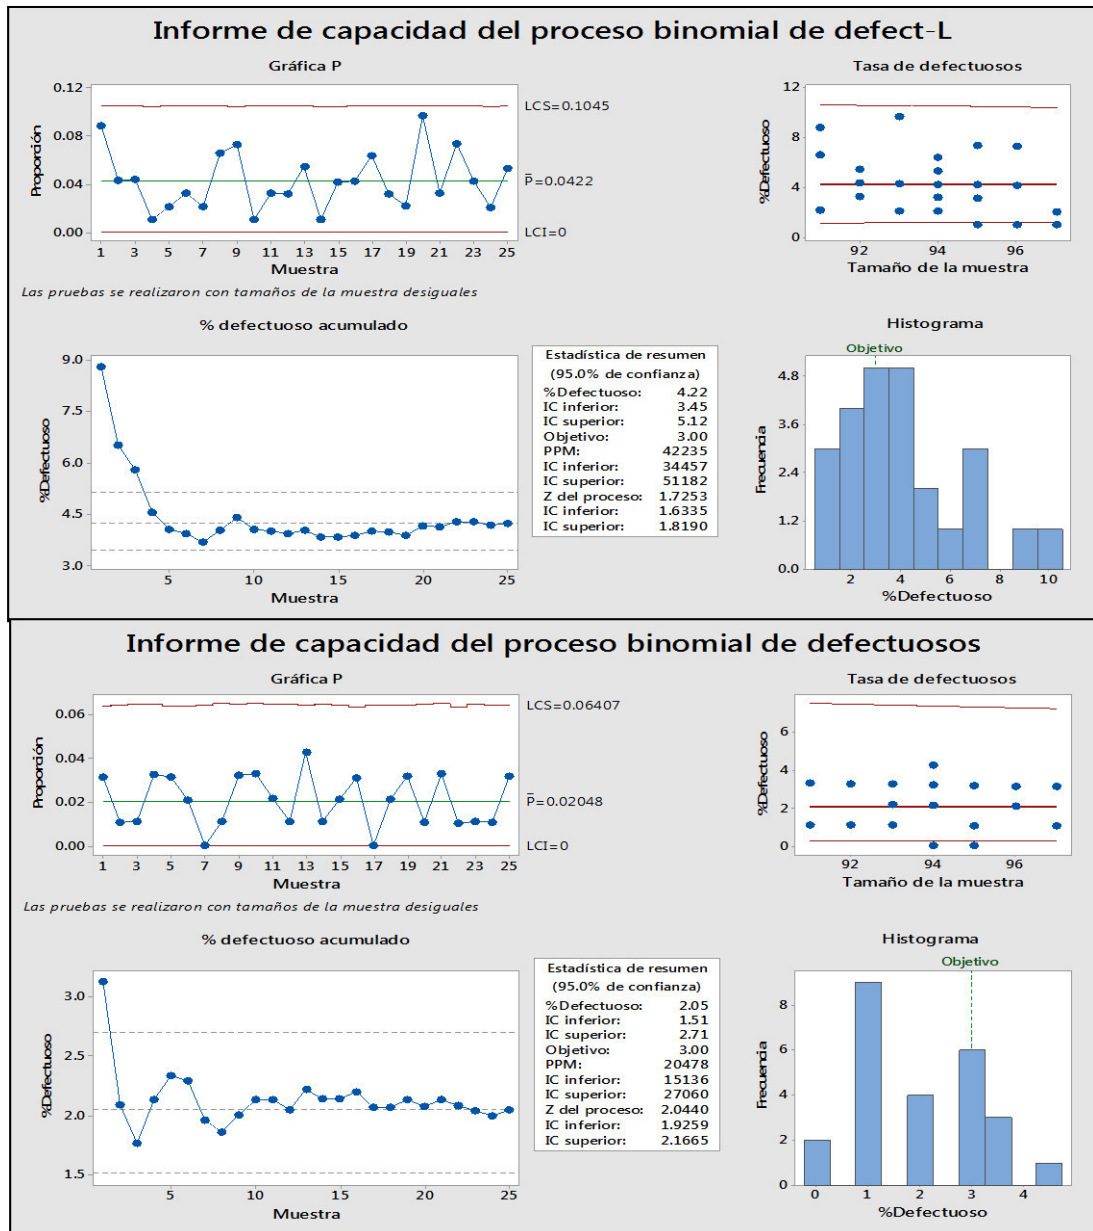 Informe de capacidad del proceso binomial de defect-L
Gráfica P
0.12
0.08
0.04
0.00
Proporción
LCS=0.1045
P̄=0.0422
LCI=0
1 3 5 7 9 11 13 15 17 19 21 23 25
Muestra
Las pruebas se realizaron con tamaños de la muestra desiguales
Tasa de defectuosos
12
8
4
0
%Defectuoso
92 94 96
Tamaño de la muestra
% defectuoso acumulado
9.0
7.5
6.0
4.5
3.0
%Defectuoso
5 10 15 20 25
Muestra
Estadística de resumen
(95.0% de confianza)
%Defectuoso: 4.22
IC inferior: 3.45
IC superior: 5.12
Objetivo: 3.00
PPM: 42235
IC inferior: 34457
IC superior: 51182
Z del proceso: 1.7253
IC inferior: 1.6335
IC superior: 1.8190
Histograma
Objetivo
4.8
3.6
2.4
1.2
0.0
Frecuencia
2 4 6 8 10
%Defectuoso
Informe de capacidad del proceso binomial de defectuosos
Gráfica P
0.06
0.04
0.02
0.00
Proporción
LCS=0.06407
P̄=0.02048
LCI=0
1 3 5 7 9 11 13 15 17 19 21 23 25
Muestra
Las pruebas se realizaron con tamaños de la muestra desiguales
Tasa de defectuosos
6
4
2
0
%Defectuoso
92 94 96
Tamaño de la muestra
% defectuoso acumulado
3.0
2.5
2.0
1.5
%Defectuoso
5 10 15 20 25
Muestra
Estadística de resumen
(95.0% de confianza)
%Defectuoso: 2.05
IC inferior: 1.51
IC superior: 2.71
Objetivo: 3.00
PPM: 20478
IC inferior: 15136
IC superior: 27060
Z del proceso: 2.0440
IC inferior: 1.9259
IC superior: 2.1665
Histograma
Objetivo
8
6
4
2
0
Frecuencia
0 1 2 3 4
%Defectuoso